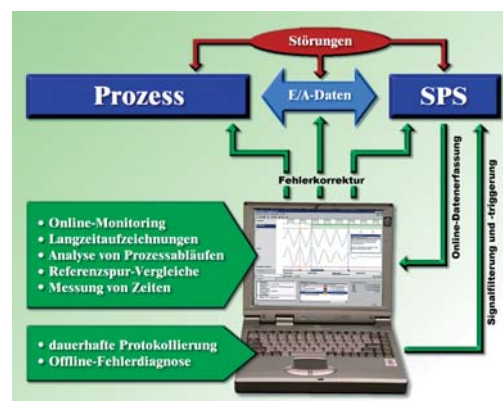 Störungen
Prozess
E/A-Daten
SPS
Fehlerkorrektur
Online-Datenerfassung
Signalfilterung und -triggerung
• Online-Monitoring
• Langzeitaufzeichnungen
• Analyse von Prozessabläufen
• Referenzspur-Vergleiche
• Messung von Zeiten
• dauerhafte Protokollierung
• Offline-Fehlerdiagnose